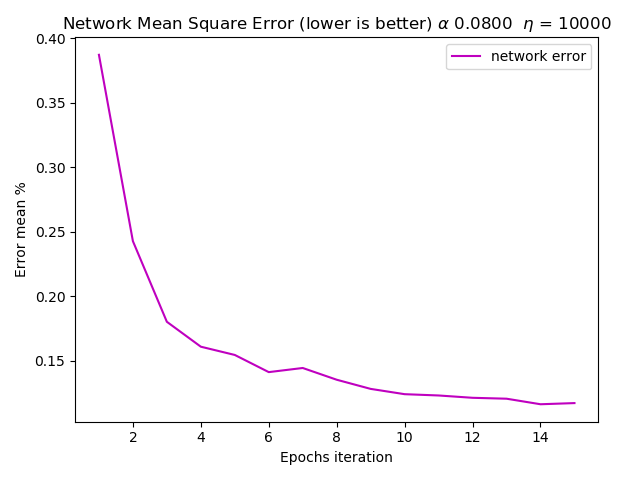 Network Mean Square Error (lower is better) α 0.0800 η = 10000
network error
Error mean %
0.40
0.35
0.30
0.25
0.20
0.15
2 4 6 8 10 12 14
Epochs iteration